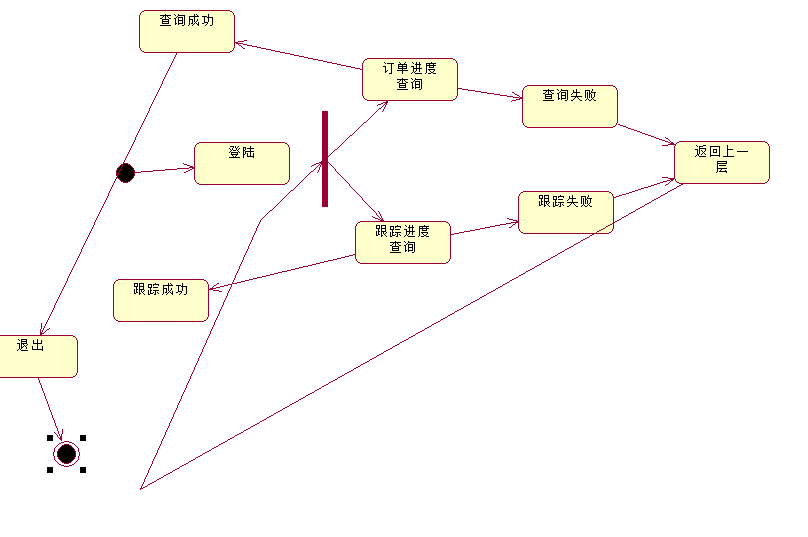 查询成功
订单进度
查询
查询失败
登陆
返回上一
层
跟踪失败
跟踪进度
查询
跟踪成功
退出